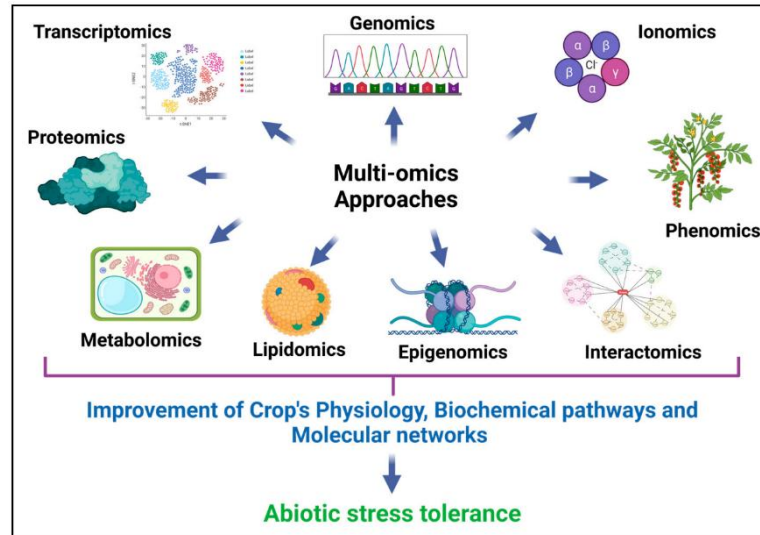 Transcriptomics
Genomics
Ionomics
α
β
β
Cl⁻
γ
α
Proteomics
Multi-omics
Approaches
Phenomics
Metabolomics
Lipidomics
Epigenomics
Interactomics
Improvement of Crop's Physiology, Biochemical pathways and
Molecular networks
Abiotic stress tolerance